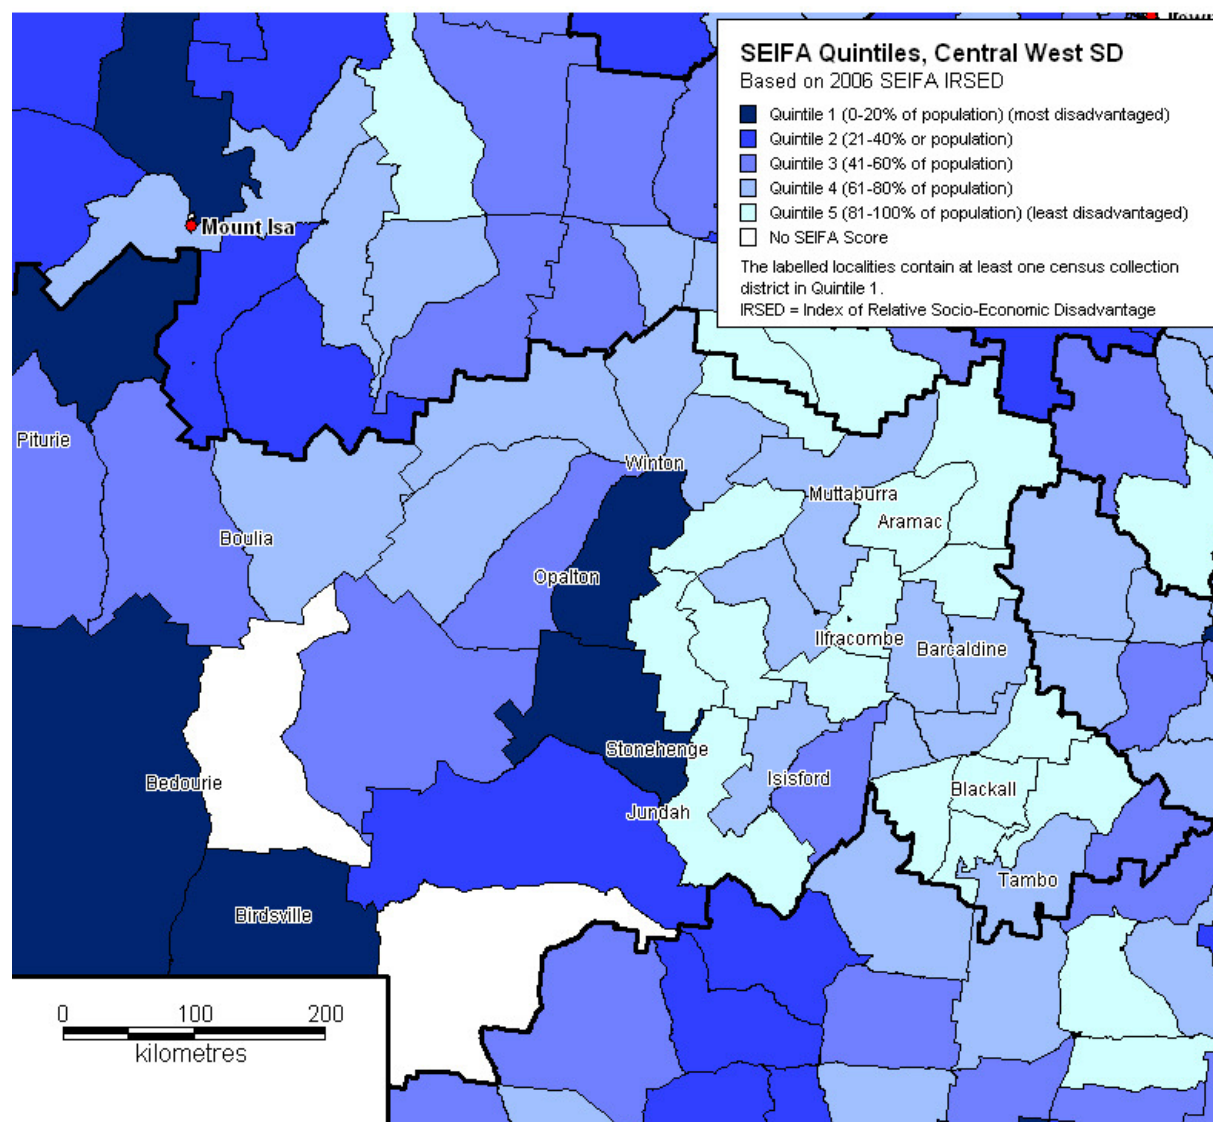 SEIFA Quintiles, Central West SD
Based on 2006 SEIFA IRSED
Quintile 1 (0-20% of population) (most disadvantaged)
Quintile 2 (21-40% or population)
Quintile 3 (41-60% of population)
Quintile 4 (61-80% of population)
Quintile 5 (81-100% of population) (least disadvantaged)
No SEIFA Score
The labelled localities contain at least one census collection
district in Quintile 1.
IRSED = Index of Relative Socio-Economic Disadvantage
Mount Isa
Piturie
Winton
Muttaburra
Aramac
Boulia
Opalton
Ilfracombe
Barcaldine
Stonehenge
Bedourie
Isisford
Blackall
Jundah
Tambo
Birdsville
0 100 200
kilometres